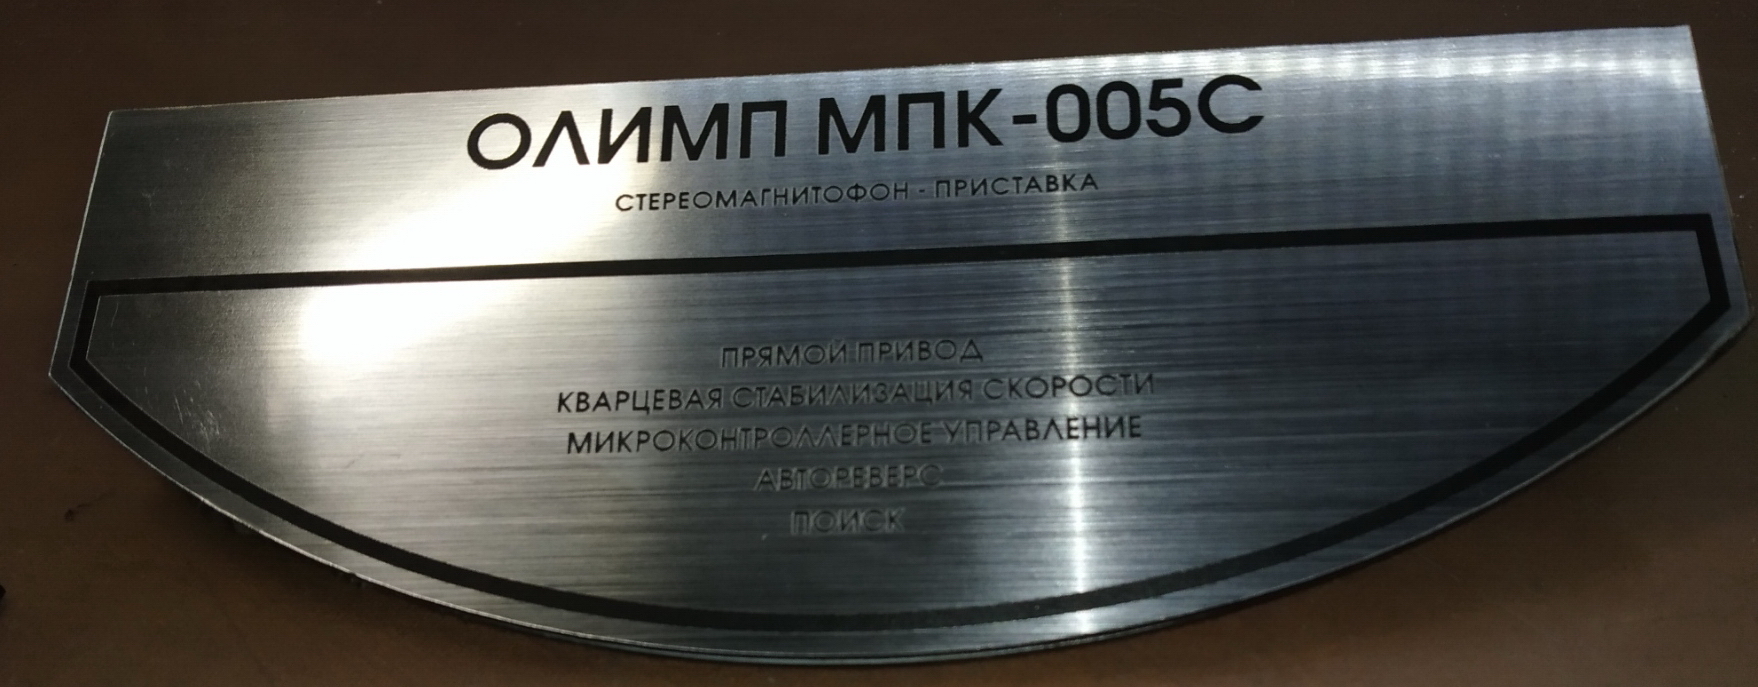 ОЛИМП МПК-005С
СТЕРЕОМАГНИТОФОН - ПРИСТАВКА
ПРЯМОЙ ПРИВОД
КВАРЦЕВАЯ СТАБИЛИЗАЦИЯ СКОРОСТИ
МИКРОКОНТРОЛЛЕРНОЕ УПРАВЛЕНИЕ
АВТОРЕВЕРС
ПОИСК